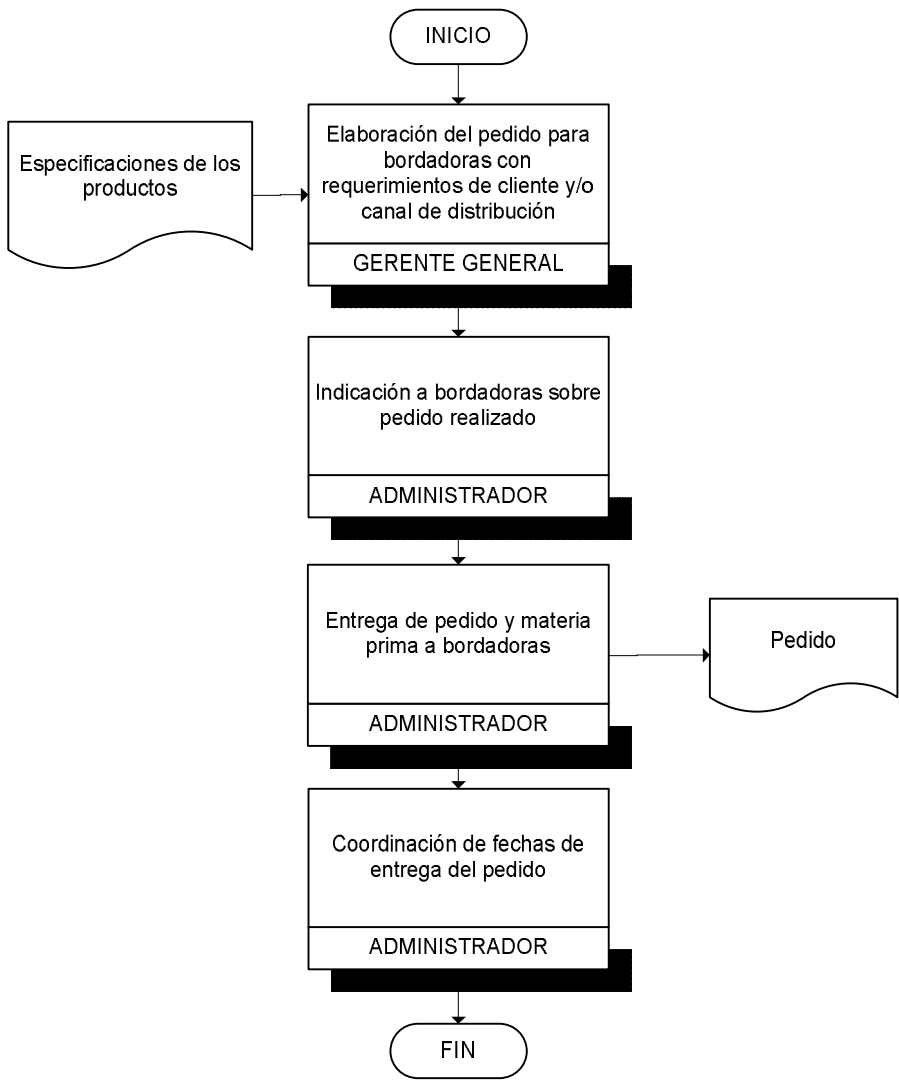 INICIO
Especificaciones de los
productos
Elaboración del pedido para
bordadoras con
requerimientos de cliente y/o
canal de distribución
GERENTE GENERAL
Indicación a bordadoras sobre
pedido realizado
ADMINISTRADOR
Entrega de pedido y materia
prima a bordadoras
ADMINISTRADOR
Pedido
Coordinación de fechas de
entrega del pedido
ADMINISTRADOR
FIN